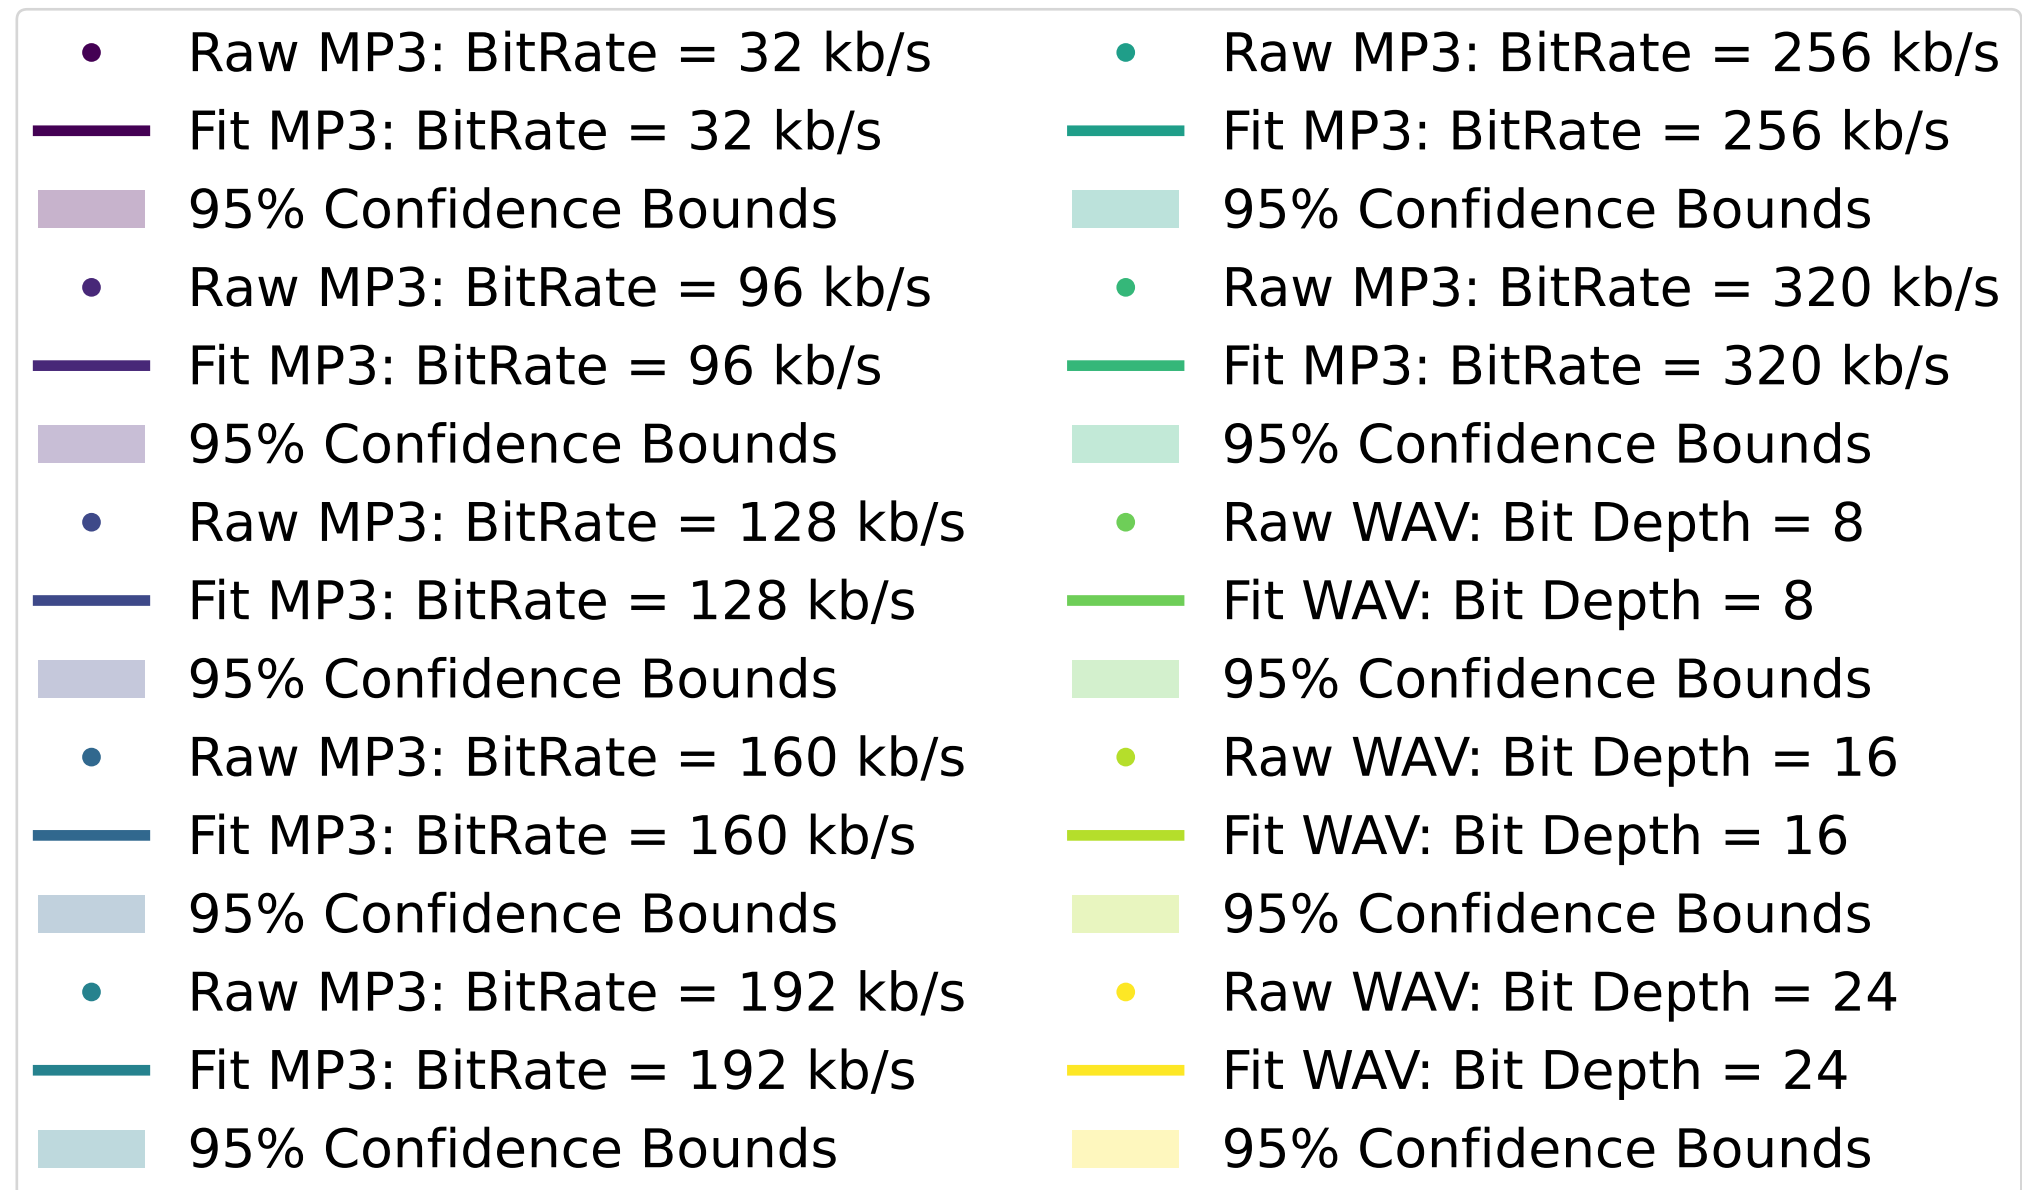 Raw MP3: BitRate = 32 kb/s
Fit MP3: BitRate = 32 kb/s
95% Confidence Bounds
Raw MP3: BitRate = 96 kb/s
Fit MP3: BitRate = 96 kb/s
95% Confidence Bounds
Raw MP3: BitRate = 128 kb/s
Fit MP3: BitRate = 128 kb/s
95% Confidence Bounds
Raw MP3: BitRate = 160 kb/s
Fit MP3: BitRate = 160 kb/s
95% Confidence Bounds
Raw MP3: BitRate = 192 kb/s
Fit MP3: BitRate = 192 kb/s
95% Confidence Bounds
Raw MP3: BitRate = 256 kb/s
Fit MP3: BitRate = 256 kb/s
95% Confidence Bounds
Raw MP3: BitRate = 320 kb/s
Fit MP3: BitRate = 320 kb/s
95% Confidence Bounds
Raw WAV: Bit Depth = 8
Fit WAV: Bit Depth = 8
95% Confidence Bounds
Raw WAV: Bit Depth = 16
Fit WAV: Bit Depth = 16
95% Confidence Bounds
Raw WAV: Bit Depth = 24
Fit WAV: Bit Depth = 24
95% Confidence Bounds